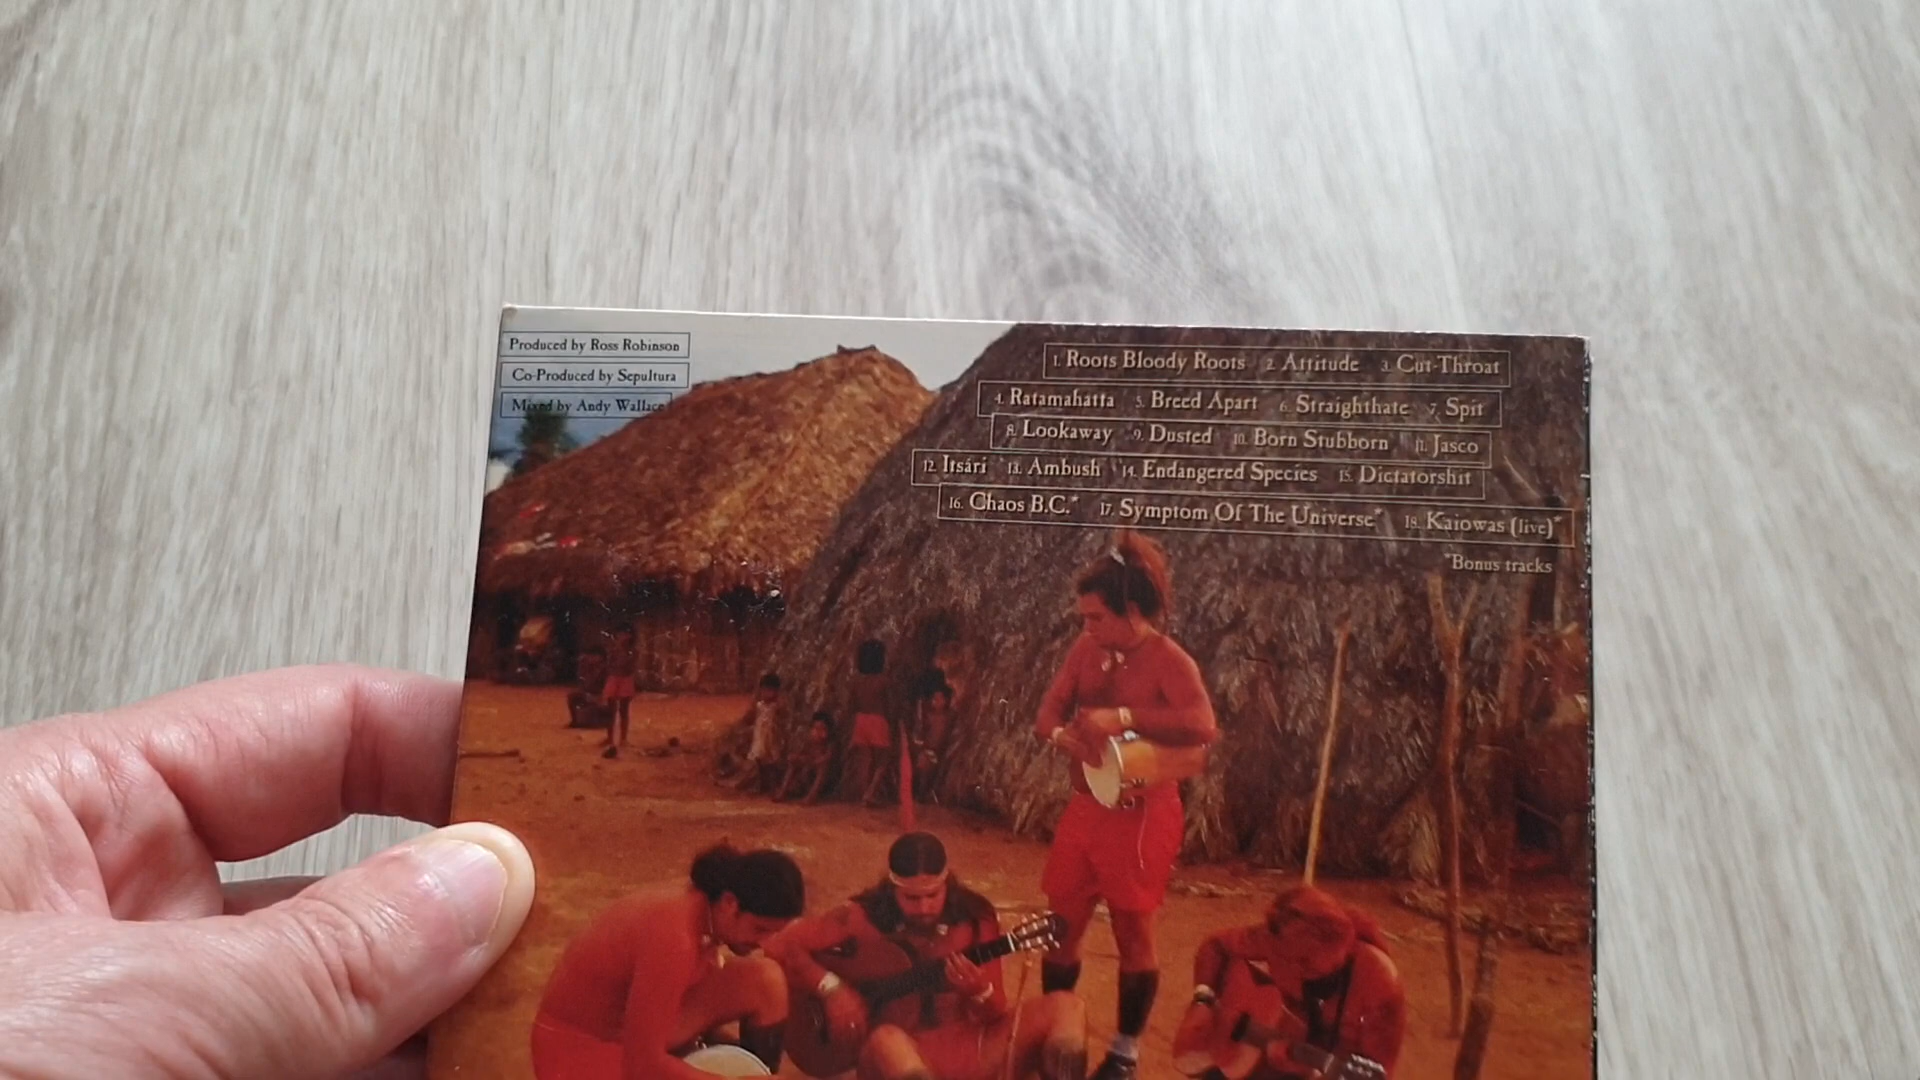 Produced by Ross Robinson
Co-Produced by Sepultura
Mixed by Andy Wallace
1. Roots Bloody Roots 2. Attitude 3. Cut-Throat
4. Ratamahatta 5. Breed Apart 6. Straighthate 7. Spit
8. Lookaway 9. Dusted 10. Born Stubborn 11. Jasco
12. Itsári 13. Ambush 14. Endangered Species 15. Dictatorshit
16. Chaos B.C.* 17. Symptom Of The Universe* 18. Kaiowas (live)*
*Bonus tracks